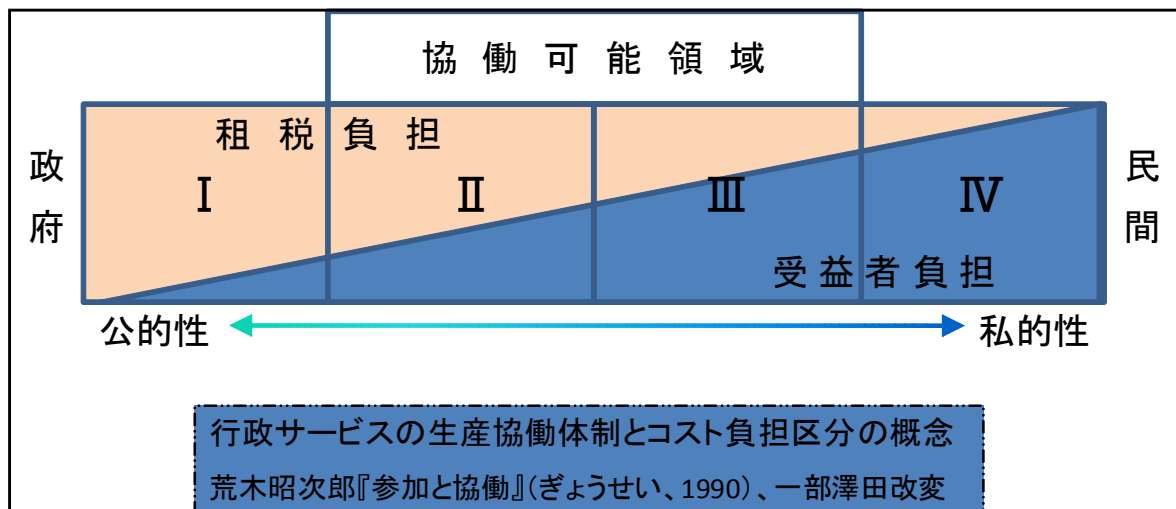 協働可能領域
租税負担
政府
Ⅰ
Ⅱ
Ⅲ
Ⅳ
民間
受益者負担
公的性
私的性
行政サービスの生産協働体制とコスト負担区分の概念
荒木昭次郎『参加と協働』(ぎょうせい、1990)、一部澤田改変